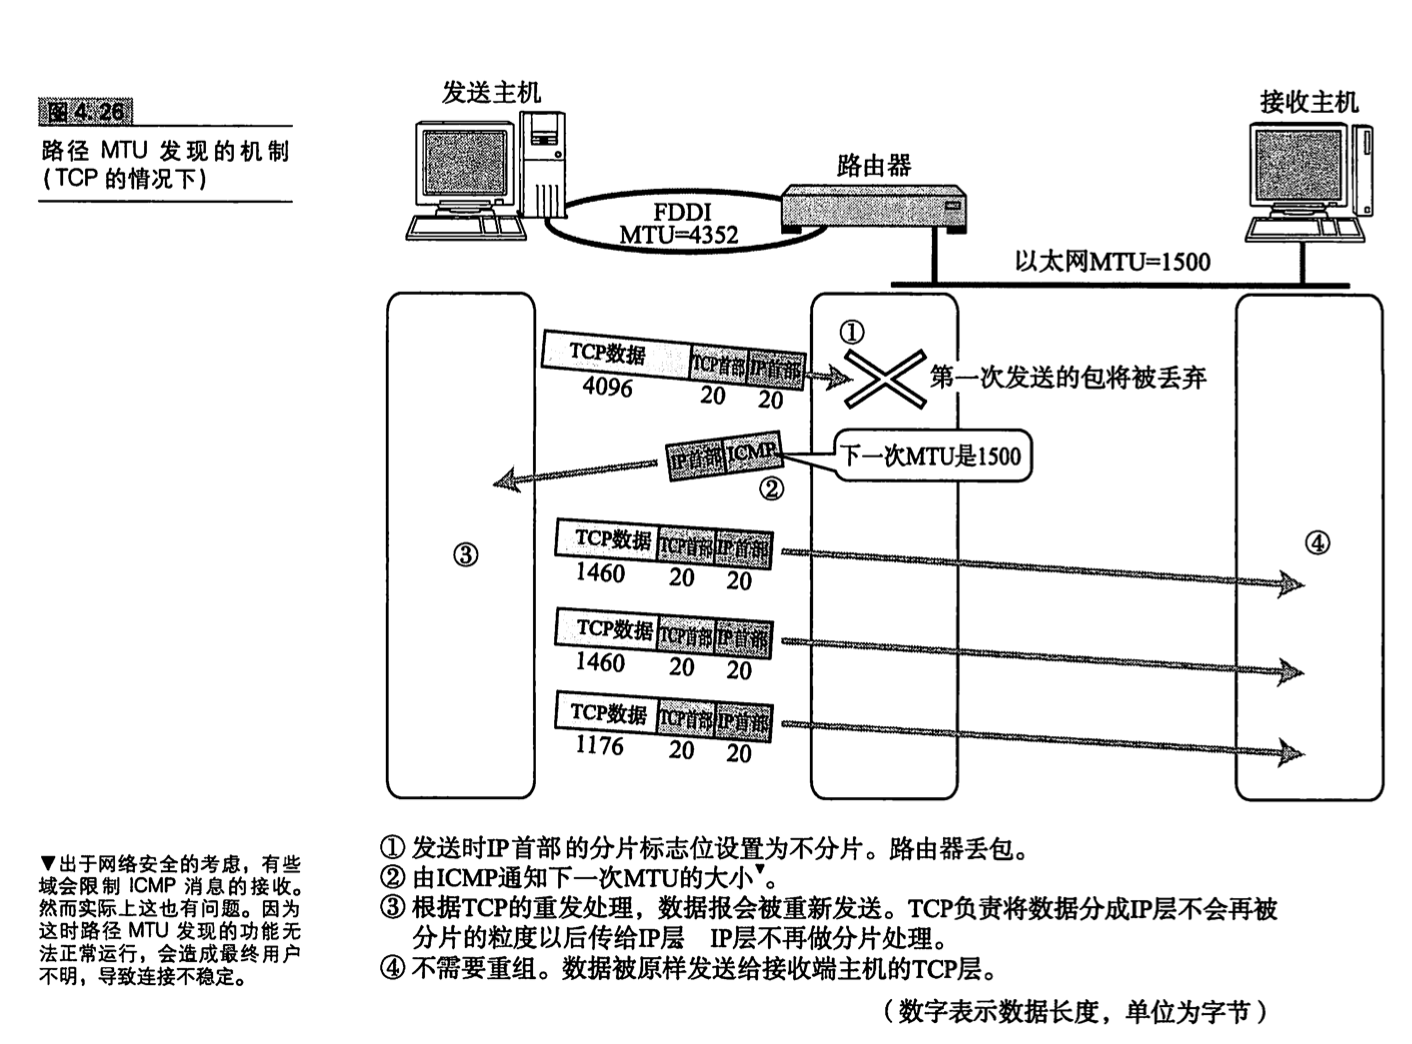 图4.26
路径 MTU 发现的机制
(TCP 的情况下)
发送主机
接收主机
路由器
FDDI
MTU=4352
以太网MTU=1500
①
TCP数据 TCP首部 IP首部
4096 20 20
第一次发送的包将被丢弃
IP首部 ICMP
下一次MTU是1500
②
③
④
TCP数据 TCP首部 IP首部
1460 20 20
TCP数据 TCP首部 IP首部
1460 20 20
TCP数据 TCP首部 IP首部
1176 20 20
▼出于网络安全的考虑，有些
域会限制 ICMP 消息的接收。
然而实际上这也有问题。因为
这时路径 MTU 发现的功能无
法正常运行，会造成最终用户
不明，导致连接不稳定。
① 发送时IP首部的分片标志位设置为不分片。路由器丢包。
② 由ICMP通知下一次MTU的大小▼。
③ 根据TCP的重发处理，数据报会被重新发送。TCP负责将数据分成IP层不会再被
分片的粒度以后传给IP层 IP层不再做分片处理。
④ 不需要重组。数据被原样发送给接收端主机的TCP层。
（数字表示数据长度，单位为字节）